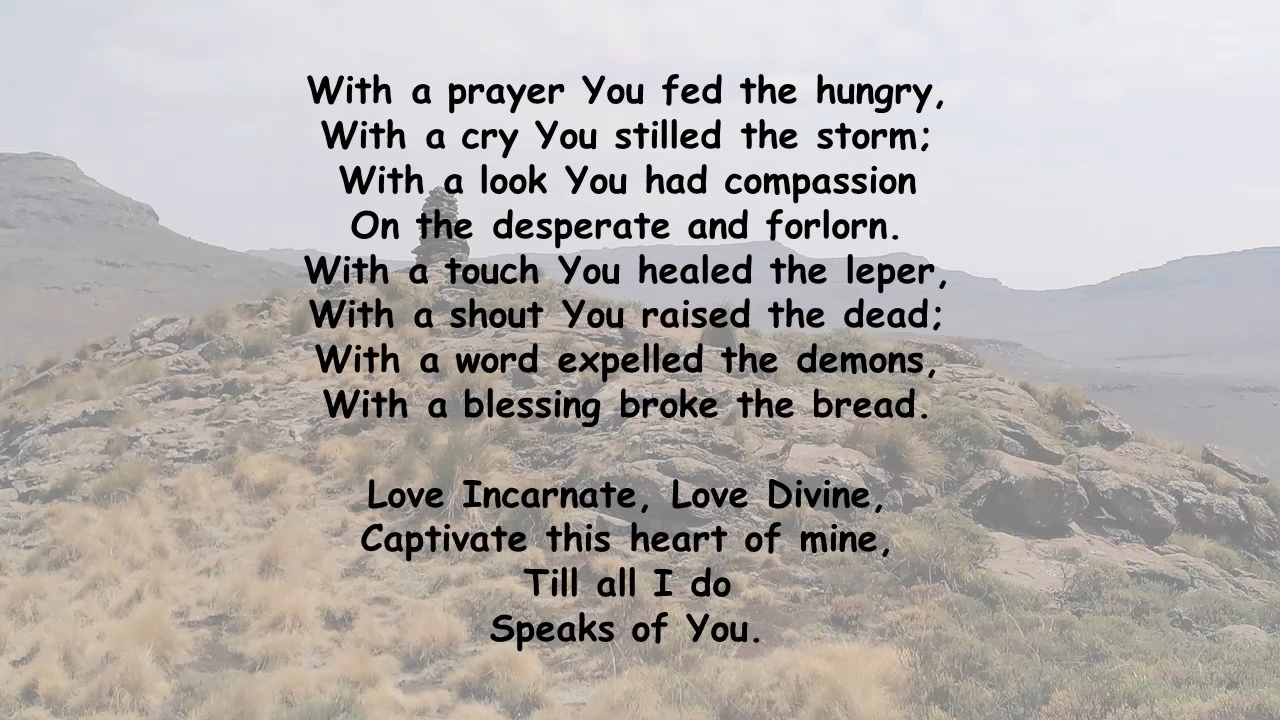 With a prayer You fed the hungry,
With a cry You stilled the storm;
With a look You had compassion
On the desperate and forlorn.
With a touch You healed the leper,
With a shout You raised the dead;
With a word expelled the demons,
With a blessing broke the bread.

Love Incarnate, Love Divine,
Captivate this heart of mine,
Till all I do
Speaks of You.